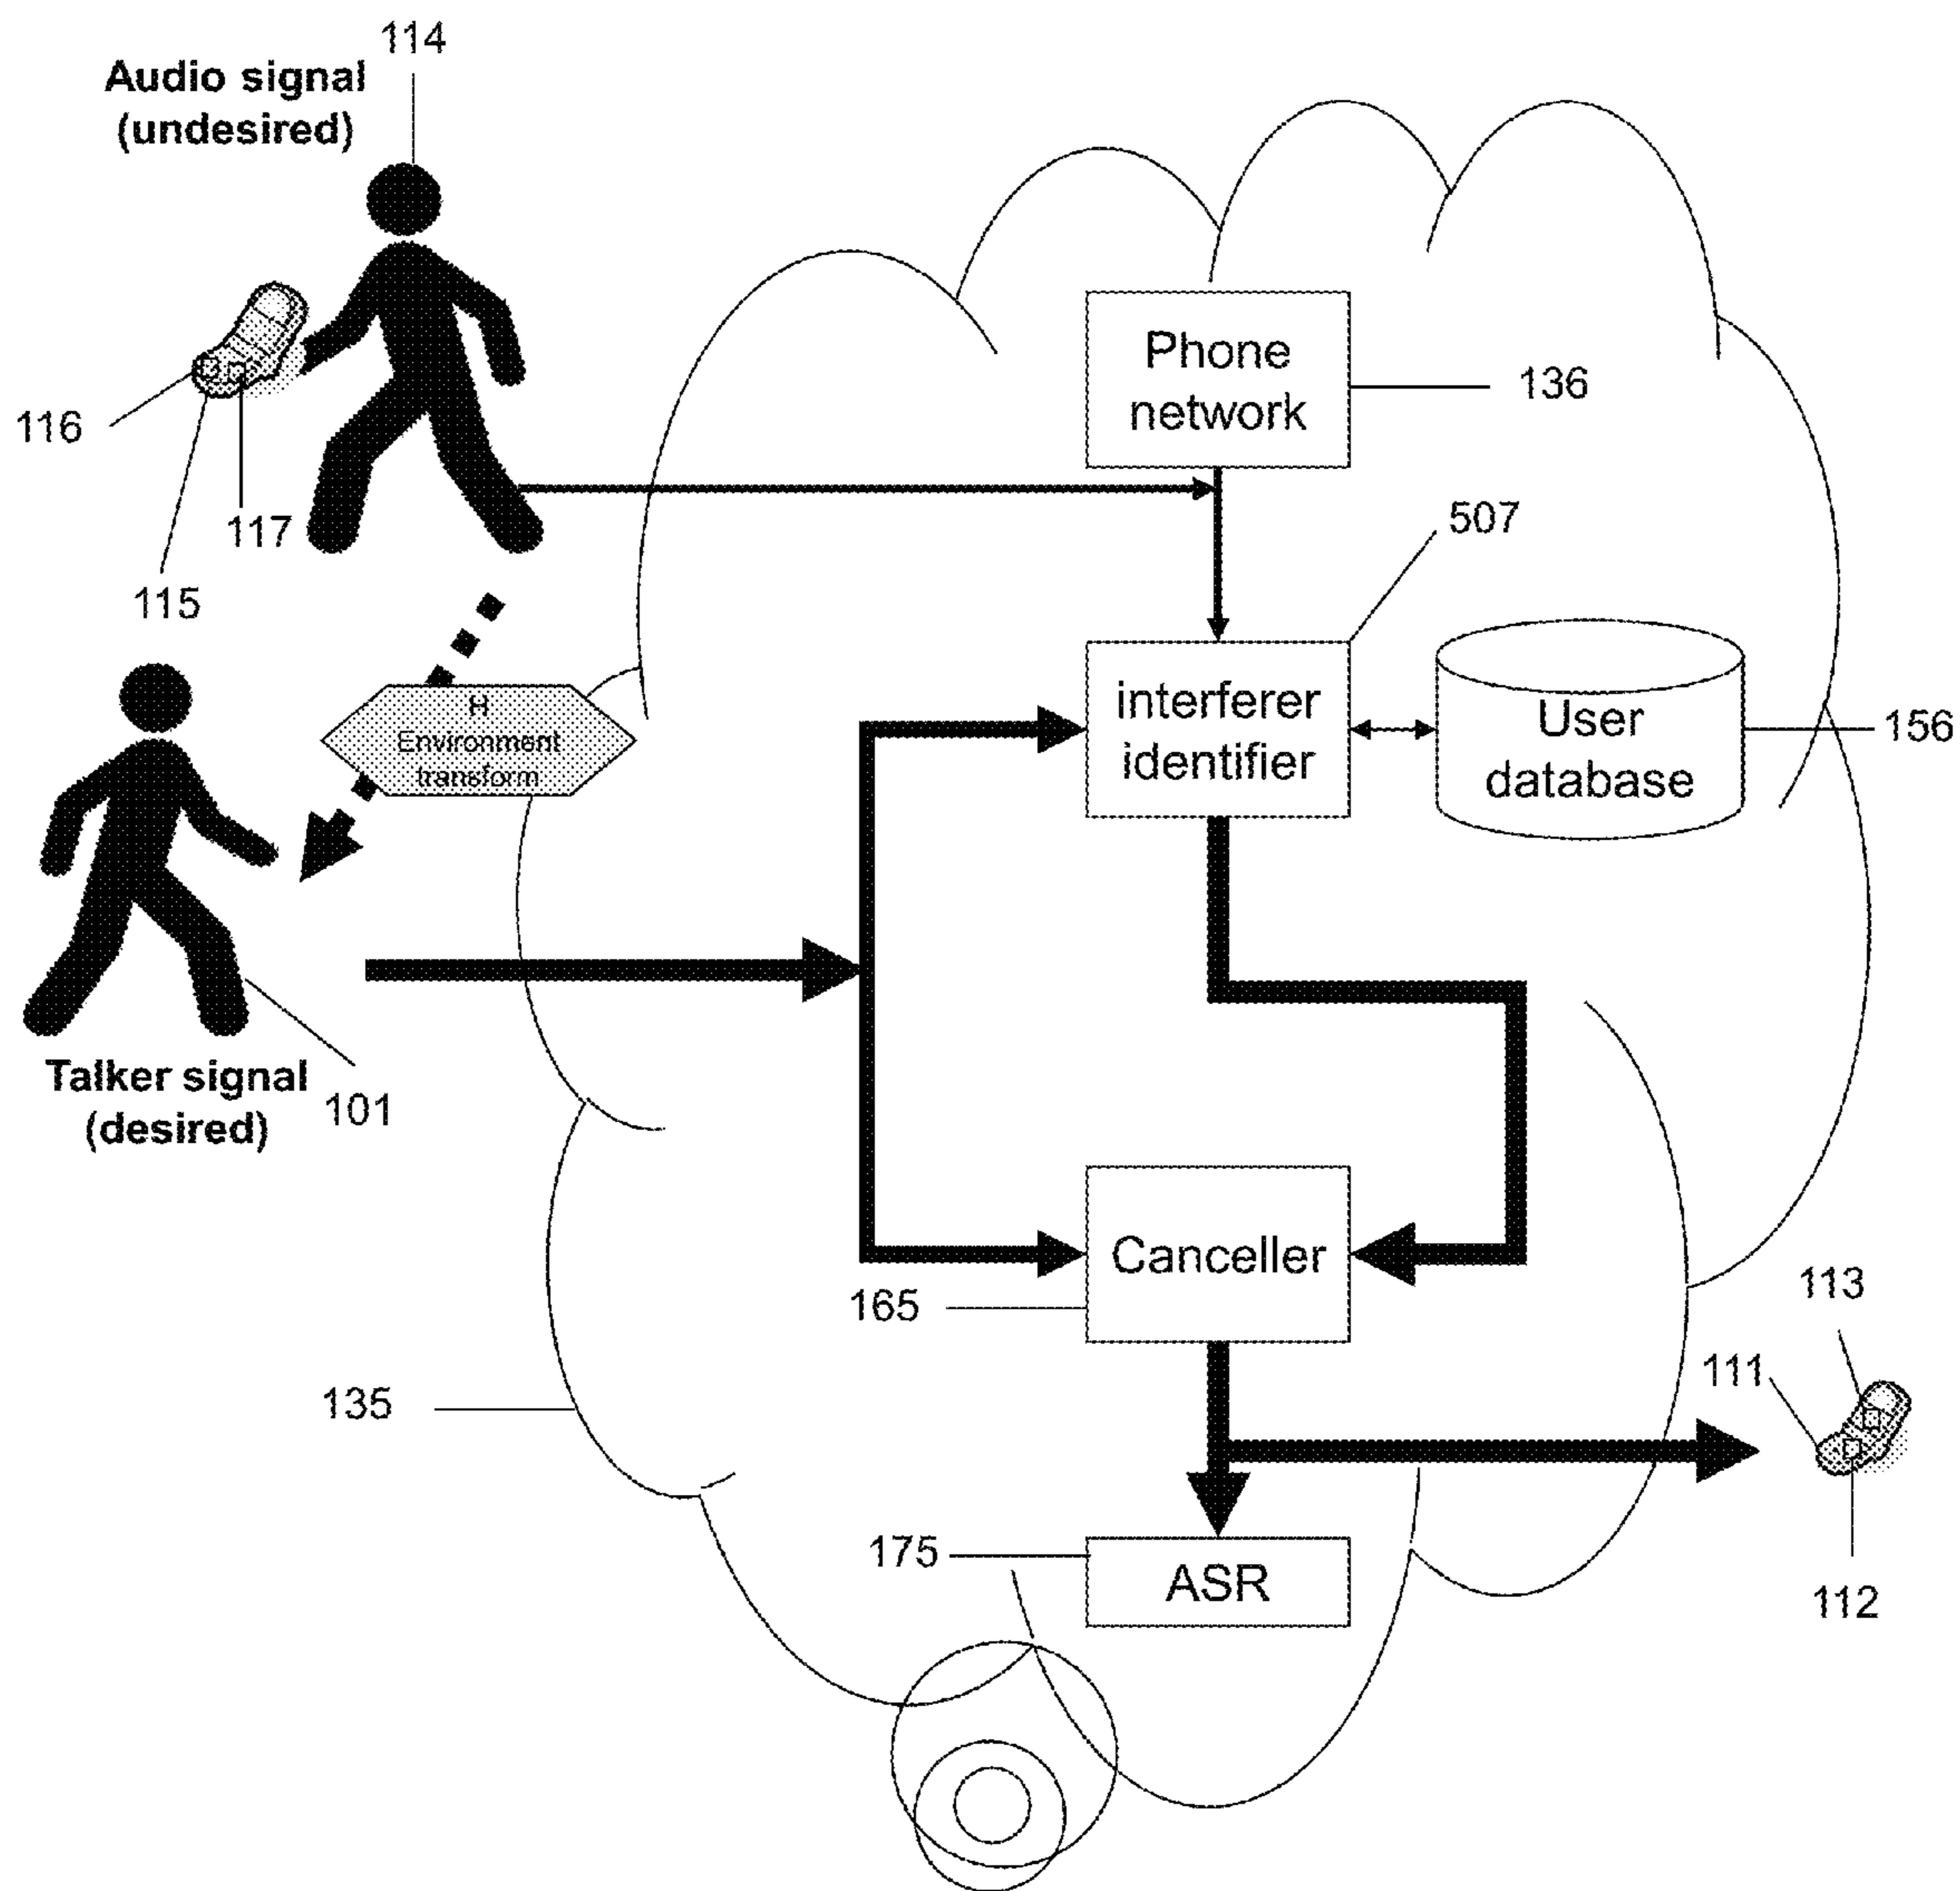 114
Audio signal
(undesired)
116
117
115
Phone
network
136
507
H
Environment
transform
interferer
identifier
User
database
156
Talker signal
(desired)
101
Canceller
165
113
111
135
175
ASR
112